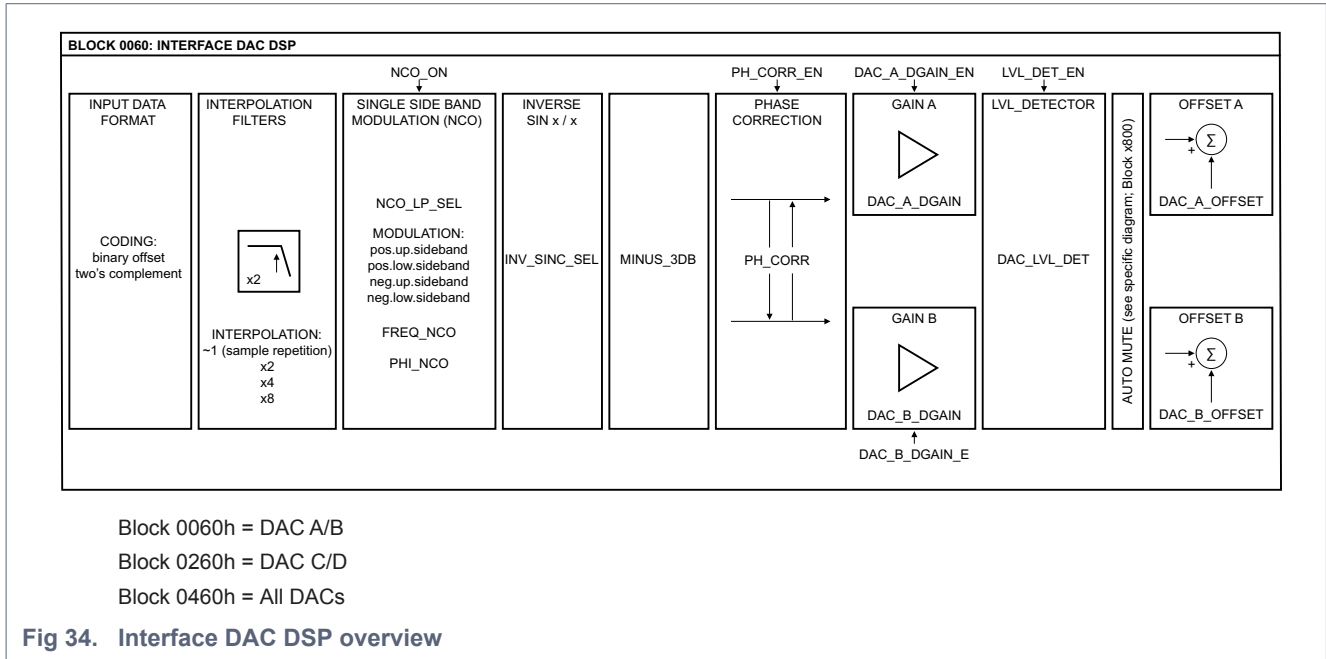 BLOCK 0060: INTERFACE DAC DSP
NCO_ON
PH_CORR_EN
DAC_A_DGAIN_EN
LVL_DET_EN
INPUT DATA
FORMAT
CODING:
binary offset
two's complement
INTERPOLATION
FILTERS
x2
INTERPOLATION:
~1 (sample repetition)
x2
x4
x8
SINGLE SIDE BAND
MODULATION (NCO)
NCO_LP_SEL
MODULATION:
pos.up.sideband
pos.low.sideband
neg.up.sideband
neg.low.sideband
FREQ_NCO
PHI_NCO
INVERSE
SIN x / x
INV_SINC_SEL
MINUS_3DB
PHASE
CORRECTION
PH_CORR
GAIN A
DAC_A_DGAIN
GAIN B
DAC_B_DGAIN
DAC_B_DGAIN_E
LVL_DETECTOR
DAC_LVL_DET
AUTO MUTE (see specific diagram; Block x800)
OFFSET A
Σ
+
DAC_A_OFFSET
OFFSET B
Σ
+
DAC_B_OFFSET
Block 0060h = DAC A/B
Block 0260h = DAC C/D
Block 0460h = All DACs
Fig 34. Interface DAC DSP overview